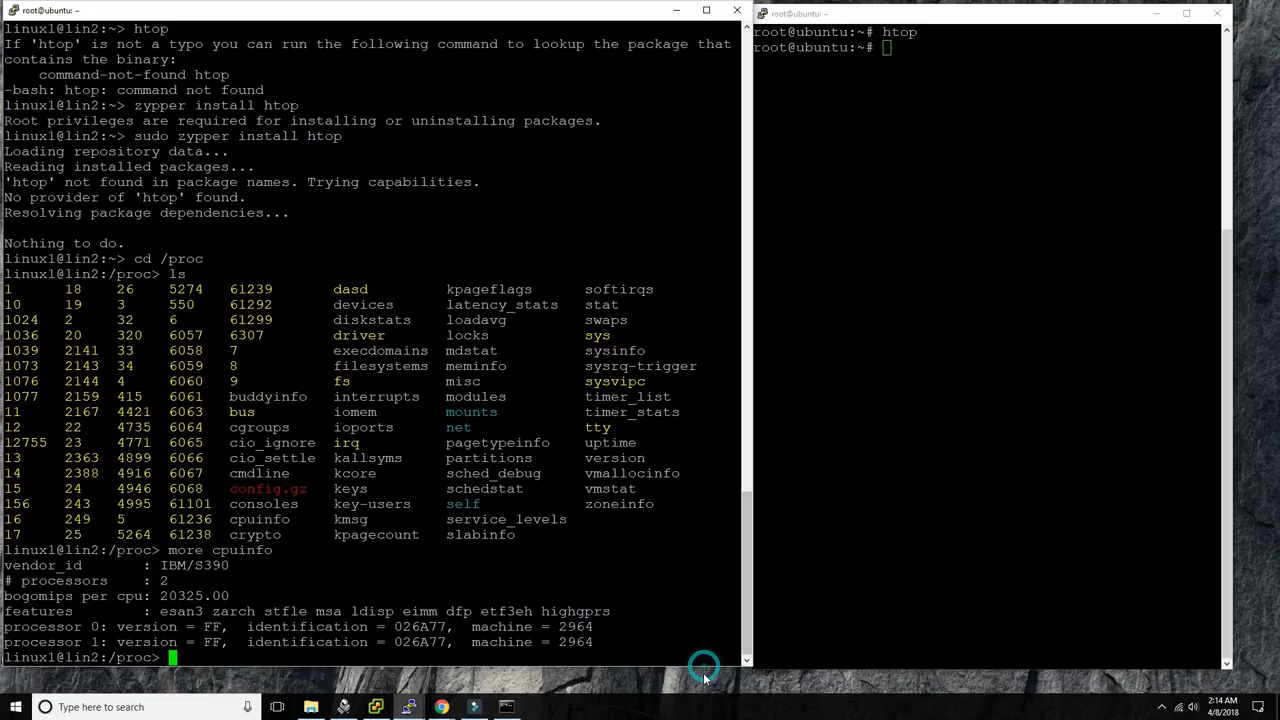 root@ubuntu: ~
linux1@lin2:~> htop
If 'htop' is not a typo you can run the following command to lookup the package that
contains the binary:
    command-not-found htop
-bash: htop: command not found
linux1@lin2:~> zypper install htop
Root privileges are required for installing or uninstalling packages.
linux1@lin2:~> sudo zypper install htop
Loading repository data...
Reading installed packages...
'htop' not found in package names. Trying capabilities.
No provider of 'htop' found.
Resolving package dependencies...
Nothing to do.
linux1@lin2:~> cd /proc
linux1@lin2:/proc> ls
1 18 26 5274 61239 dasd kpageflags softirqs
10 19 3 550 61292 devices latency_stats stat
1024 2 32 6 61299 diskstats loadavg swaps
1036 20 320 6057 6307 driver locks sys
1039 2141 33 6058 7 execdomains mdstat sysinfo
1073 2143 34 6059 8 filesystems meminfo sysrq-trigger
1076 2144 4 6060 9 fs misc sysvipc
1077 2159 415 6061 buddyinfo interrupts modules timer_list
11 2167 4421 6063 bus iomem mounts timer_stats
12 22 4735 6064 cgroups ioports net tty
12755 23 4771 6065 cio_ignore irq pagetypeinfo uptime
13 2363 4899 6066 cio_settle kallsyms partitions version
14 2388 4916 6067 cmdline kcore sched_debug vmallocinfo
15 24 4946 6068 config.gz keys schedstat vmstat
156 243 4995 61101 consoles key-users self zoneinfo
16 249 5 61236 cpuinfo kmsg service_levels
17 25 5264 61238 crypto kpagecount slabinfo
linux1@lin2:/proc> more cpuinfo
vendor_id       : IBM/S390
# processors    : 2
bogomips per cpu: 20325.00
features        : esan3 zarch stfle msa ldisp eimm dfp etf3eh highgprs
processor 0: version = FF,  identification = 026A77,  machine = 2964
processor 1: version = FF,  identification = 026A77,  machine = 2964
linux1@lin2:/proc>
root@ubuntu: ~
root@ubuntu:~# htop
root@ubuntu:~#
Type here to search
2:14 AM
4/8/2018